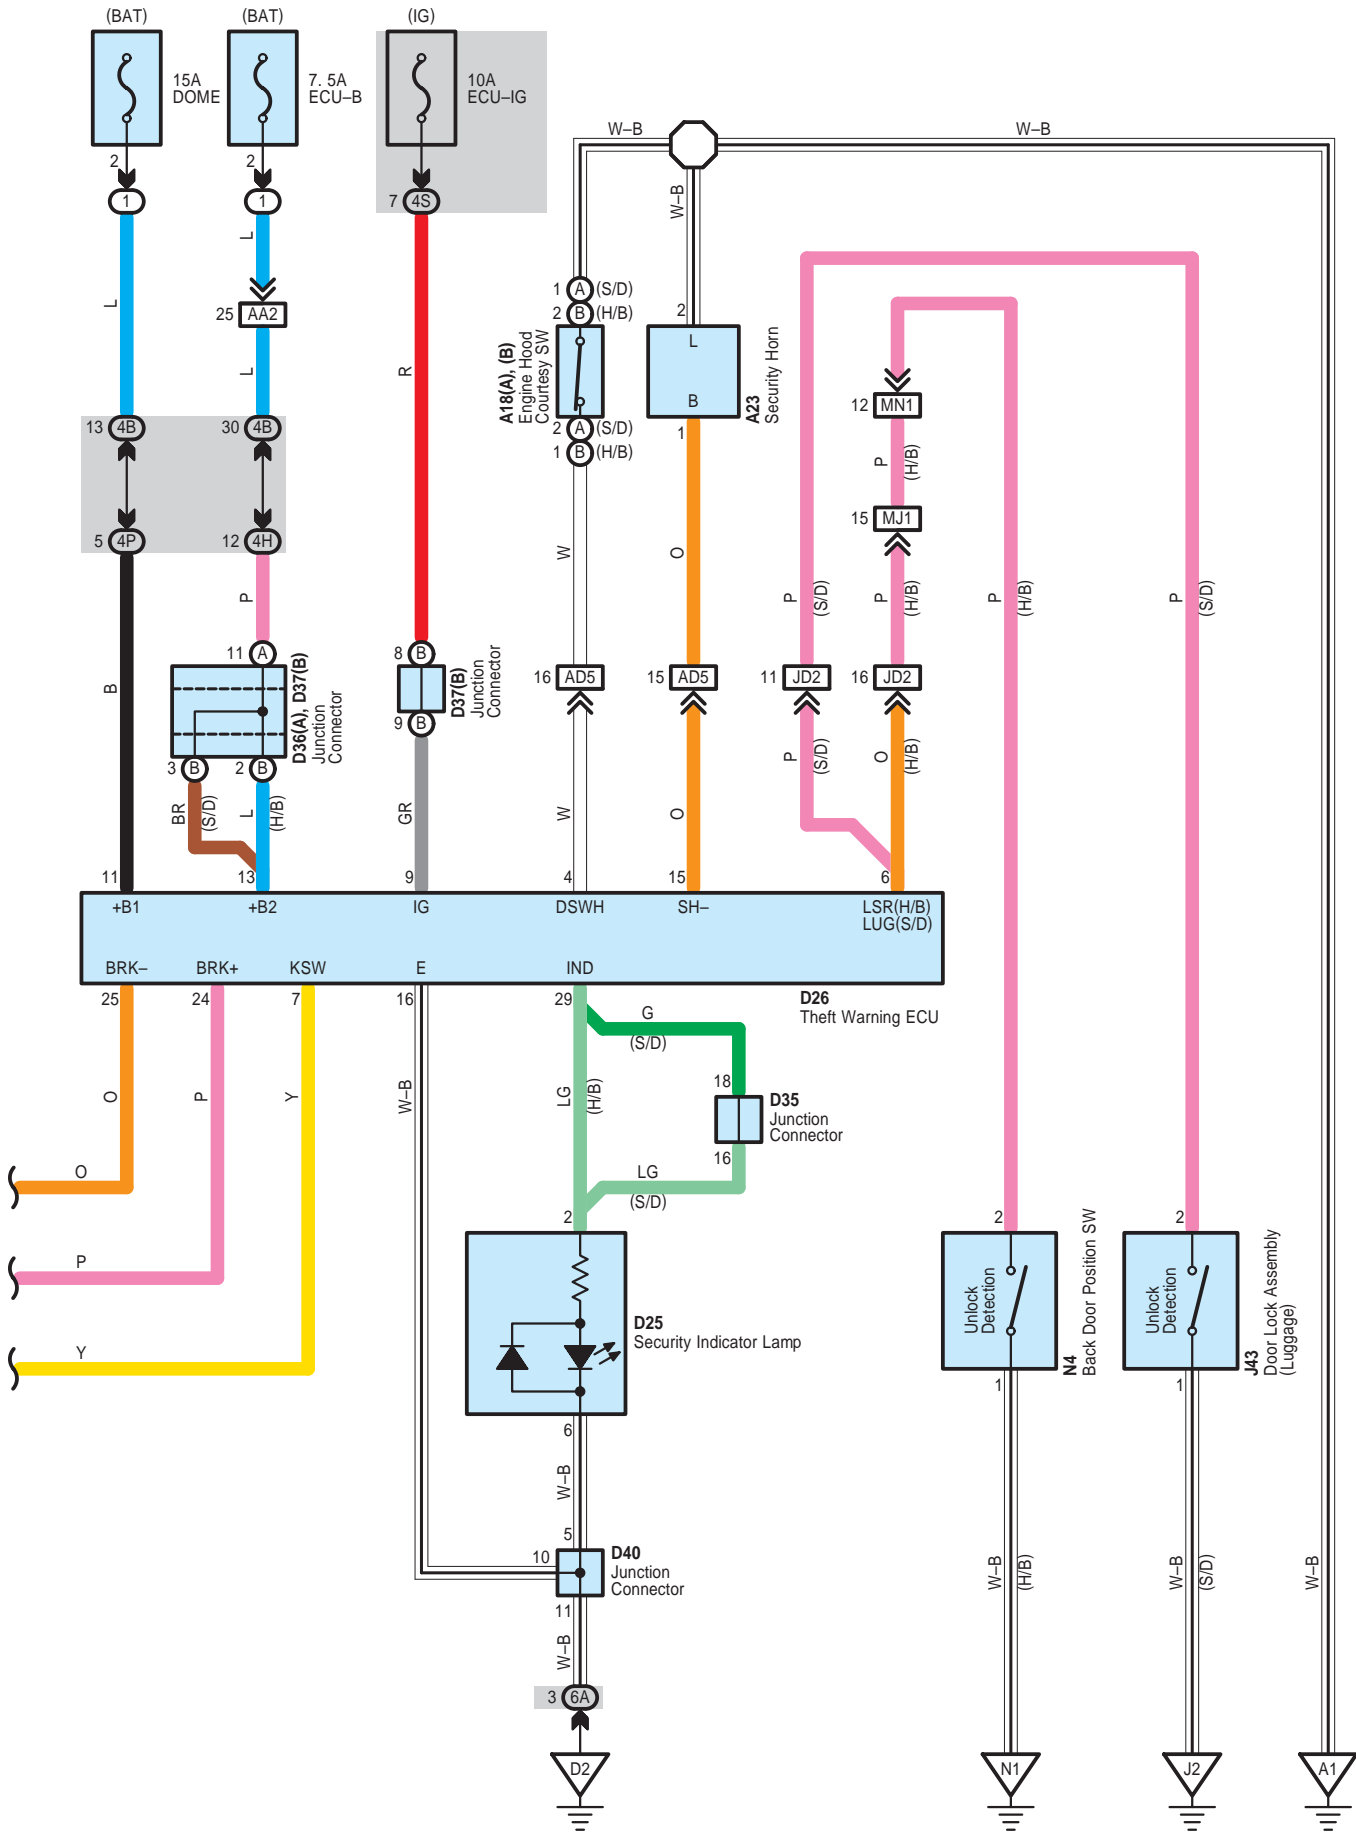 (BAT)
(BAT)
(IG)
15A
DOME
7. 5A
ECU–B
10A
ECU–IG
2
2
1
1
7
4S
W–B
W–B
W–B
L
L
L
25
AA2
R
1
A
(S/D)
2
B
(H/B)
A18(A), (B)
Engine Hood
Courtesy SW
2
A
(S/D)
1
B
(H/B)
2
L
B
1
A23
Security Horn
12
MN1
P
(H/B)
15
MJ1
13
4B
30
4B
5
4P
12
4H
W
O
P
(S/D)
P
(H/B)
P
(H/B)
P
(S/D)
P
B
11
A
D36(A), D37(B)
Junction
Connector
3
B
2
B
8
B
D37(B)
Junction
Connector
9
B
16
AD5
15
AD5
11
JD2
16
JD2
BR
(S/D)
L
(H/B)
GR
W
O
P
(S/D)
O
(H/B)
11
13
9
4
15
6
+B1
+B2
IG
DSWH
SH–
LSR(H/B)
LUG(S/D)
BRK–
BRK+
KSW
E
IND
25
24
7
16
29
D26
Theft Warning ECU
G
(S/D)
O
P
Y
W–B
LG
(H/B)
18
D35
Junction
Connector
16
LG
(S/D)
O
P
Y
2
D25
Security Indicator Lamp
6
W–B
2
Unlock
Detection
N4
Back Door Position SW
1
2
Unlock
Detection
J43
Door Lock Assembly
(Luggage)
1
5
10
D40
Junction
Connector
11
W–B
W–B
(H/B)
W–B
(S/D)
W–B
3
6A
D2
N1
J2
A1